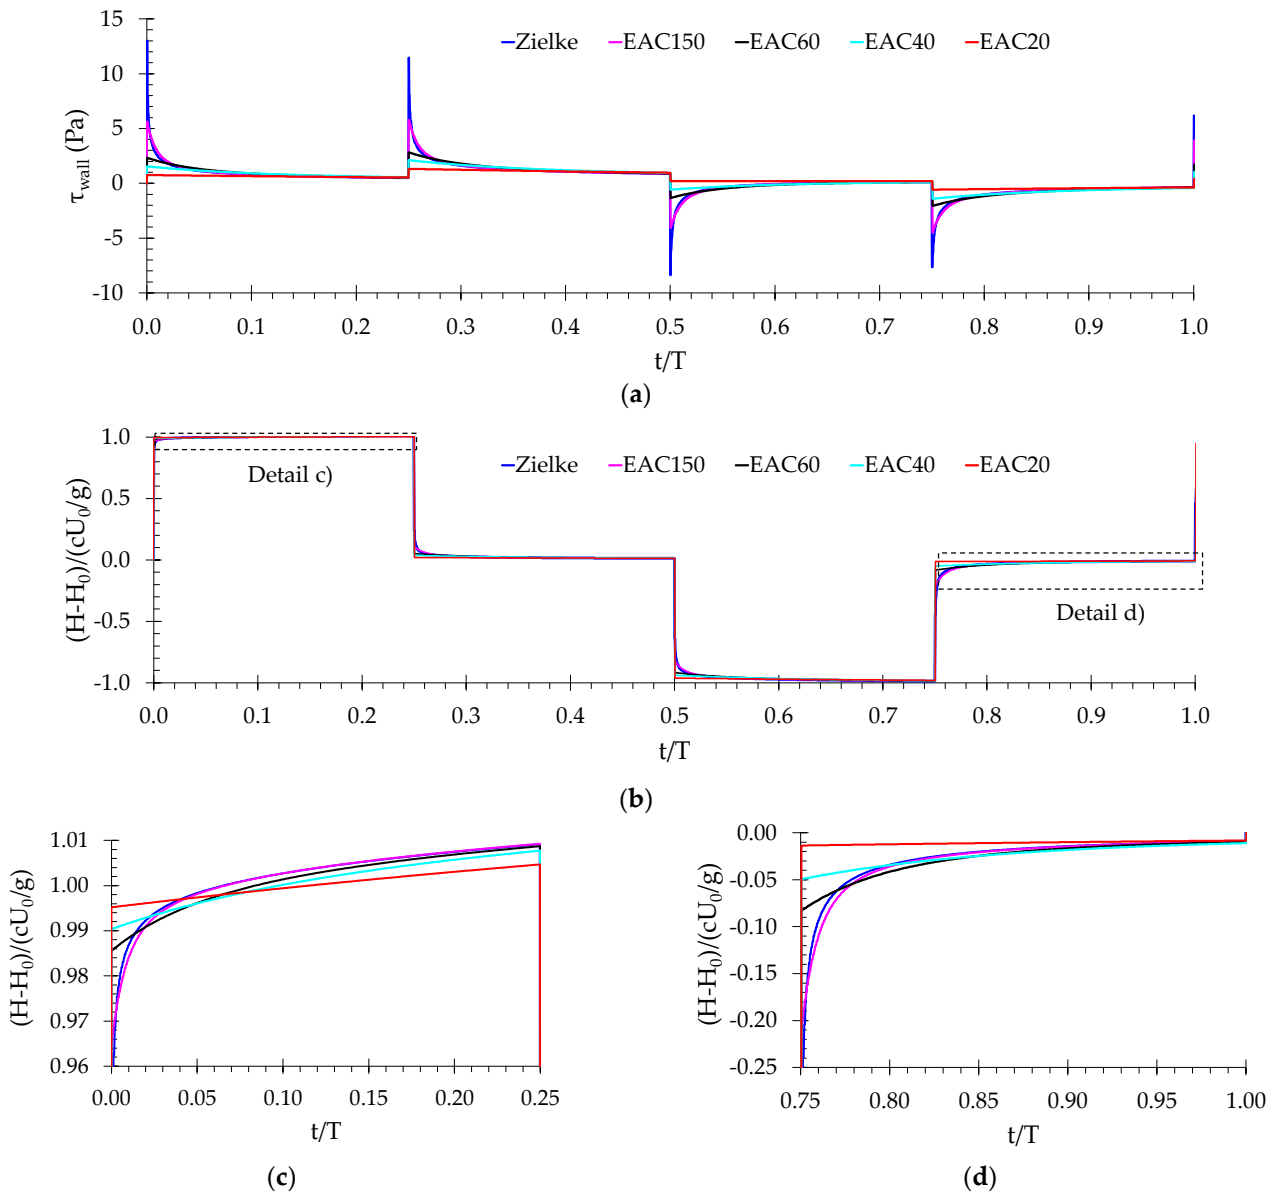 Zielke EAC150 EAC60 EAC40 EAC20
15
10
5
0
-5
-10
τwall (Pa)
0.0 0.1 0.2 0.3 0.4 0.5 0.6 0.7 0.8 0.9 1.0
t/T
(a)
Zielke EAC150 EAC60 EAC40 EAC20
1.0
0.5
0.0
-0.5
-1.0
(H-H0)/(cU0/g)
Detail c)
Detail d)
0.0 0.1 0.2 0.3 0.4 0.5 0.6 0.7 0.8 0.9 1.0
t/T
(b)
1.01
1.00
0.99
0.98
0.97
0.96
(H-H0)/(cU0/g)
0.00 0.05 0.10 0.15 0.20 0.25
t/T
(c)
0.00
-0.05
-0.10
-0.15
-0.20
-0.25
(H-H0)/(cU0/g)
0.75 0.80 0.85 0.90 0.95 1.00
t/T
(d)